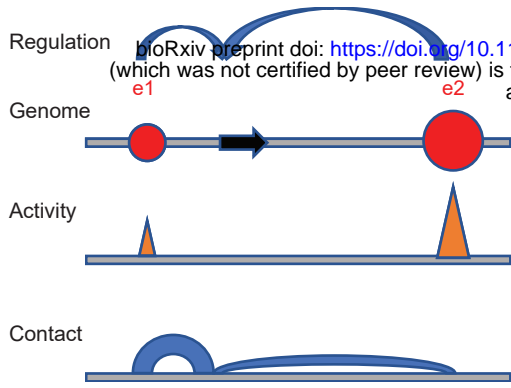 Regulation
bioRxiv preprint doi: https://doi.org/10.11
(which was not certified by peer review) is
e1 e2 a
Genome
Activity
Contact